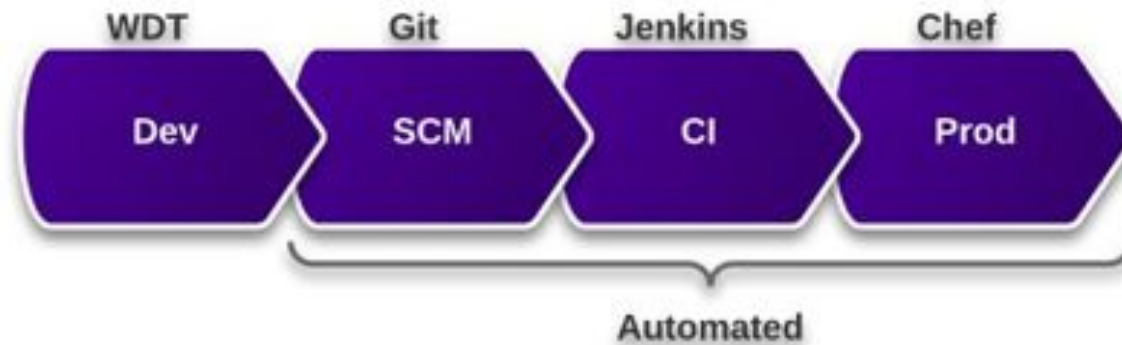 WDT Git Jenkins Chef
Dev SCM CI Prod
Automated